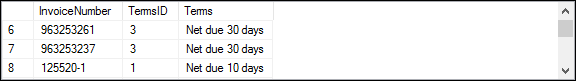 InvoiceNumber TermsID Terms
6 963253261 3 Net due 30 days
7 963253237 3 Net due 30 days
8 125520-1 1 Net due 10 days